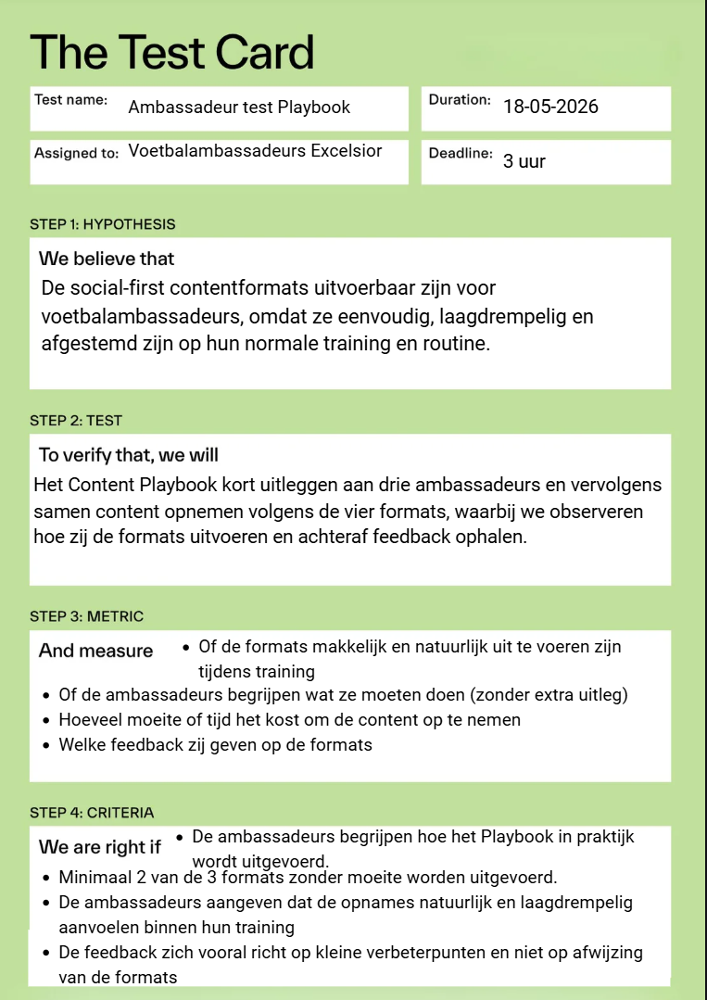 The Test Card
Test name: Ambassadeur test Playbook
Duration: 18-05-2026
Assigned to: Voetbalambassadeurs Excelsior
Deadline: 3 uur
STEP 1: HYPOTHESIS
We believe that
De social-first contentformats uitvoerbaar zijn voor
voetbalambassadeurs, omdat ze eenvoudig, laagdrempelig en
afgestemd zijn op hun normale training en routine.
STEP 2: TEST
To verify that, we will
Het Content Playbook kort uitleggen aan drie ambassadeurs en vervolgens
samen content opnemen volgens de vier formats, waarbij we observeren
hoe zij de formats uitvoeren en achteraf feedback ophalen.
STEP 3: METRIC
And measure
• Of de formats makkelijk en natuurlijk uit te voeren zijn
tijdens training
• Of de ambassadeurs begrijpen wat ze moeten doen (zonder extra uitleg)
• Hoeveel moeite of tijd het kost om de content op te nemen
• Welke feedback zij geven op de formats
STEP 4: CRITERIA
We are right if
• De ambassadeurs begrijpen hoe het Playbook in praktijk
wordt uitgevoerd.
• Minimaal 2 van de 3 formats zonder moeite worden uitgevoerd.
• De ambassadeurs aangeven dat de opnames natuurlijk en laagdrempelig
aanvoelen binnen hun training
• De feedback zich vooral richt op kleine verbeterpunten en niet op afwijzing
van de formats